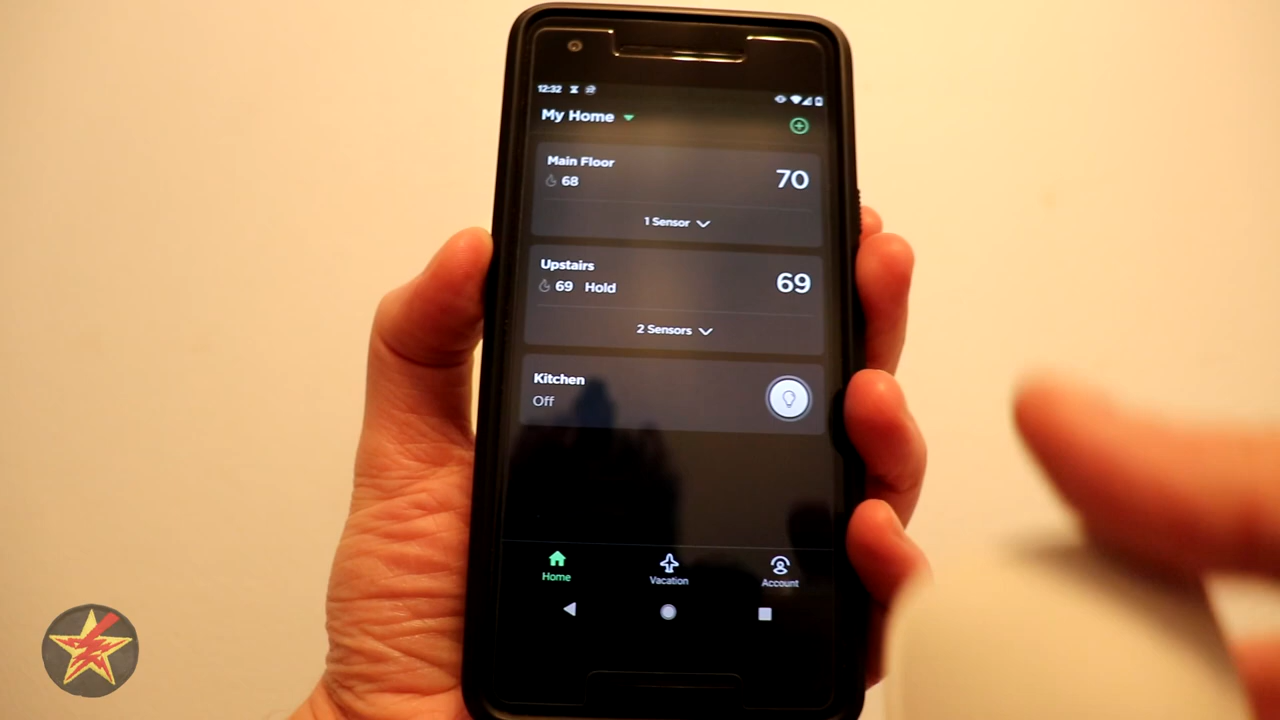 12:32
My Home
Main Floor
68
70
1 Sensor
Upstairs
69 Hold
69
2 Sensors
Kitchen
Off
Home
Vacation
Account